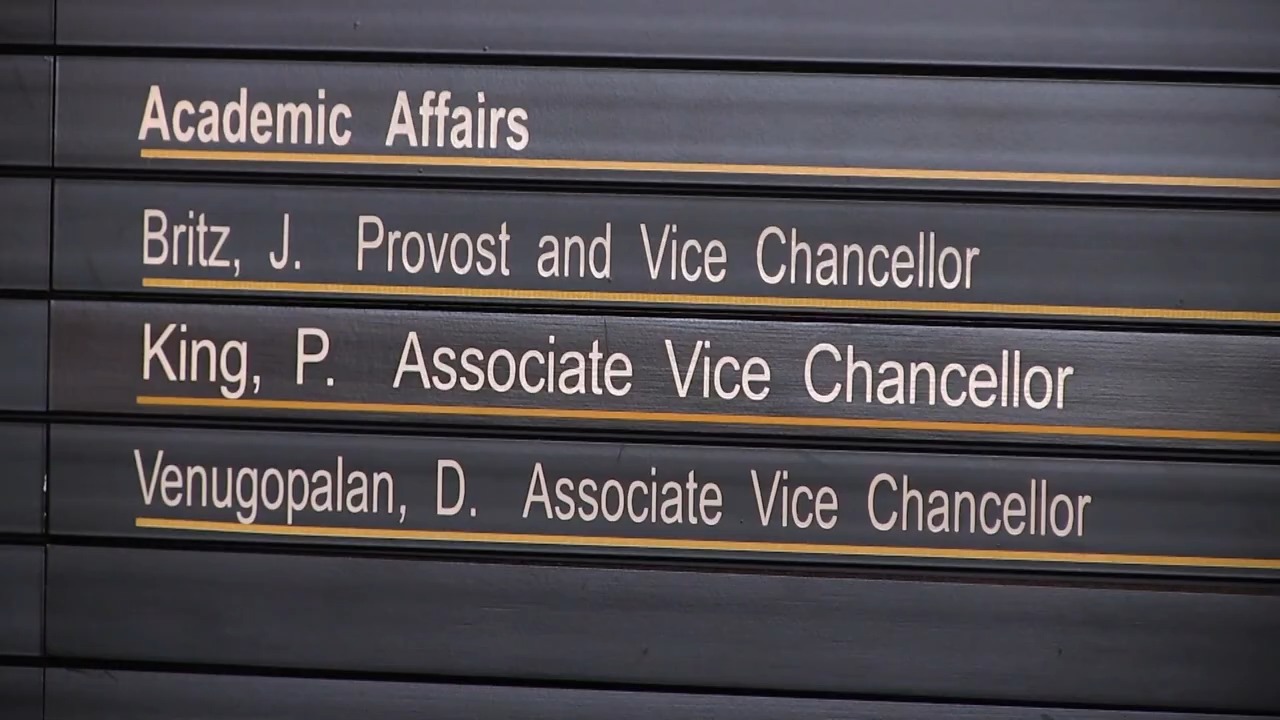 Academic Affairs
Britz, J. Provost and Vice Chancellor
King, P. Associate Vice Chancellor
Venugopalan, D. Associate Vice Chancellor